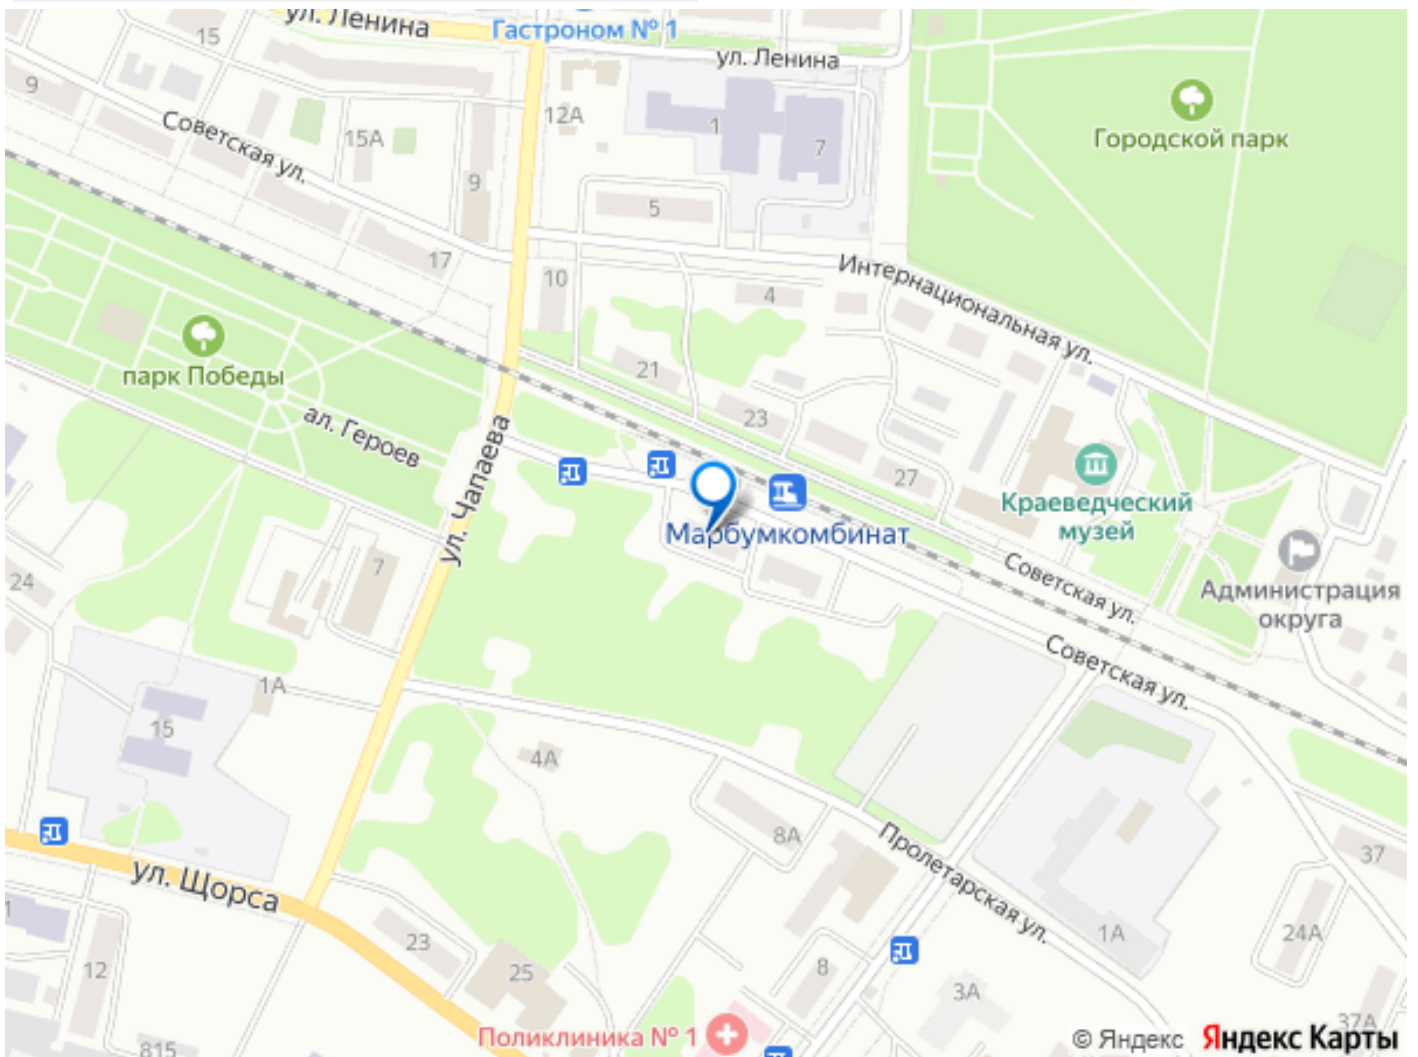 ул. Ленина
Гастроном № 1
ул. Ленина
15
9
12А
1
7
Советская ул.
15А
9
5
Городской парк
17
10
4
Интернациональная ул.
парк Победы
21
23
27
ал. Героев
ул. Чапаева
Марбумкомбинат
Краеведческий
музей
Советская ул.
Администрация
округа
24
7
Советская ул.
1А
15
4А
8А
Пролетарская ул.
37
ул. Щорса
1
23
25
12
8
1А
24А
3А
37А
815
Поликлиника № 1
© Яндекс Яндекс Карты